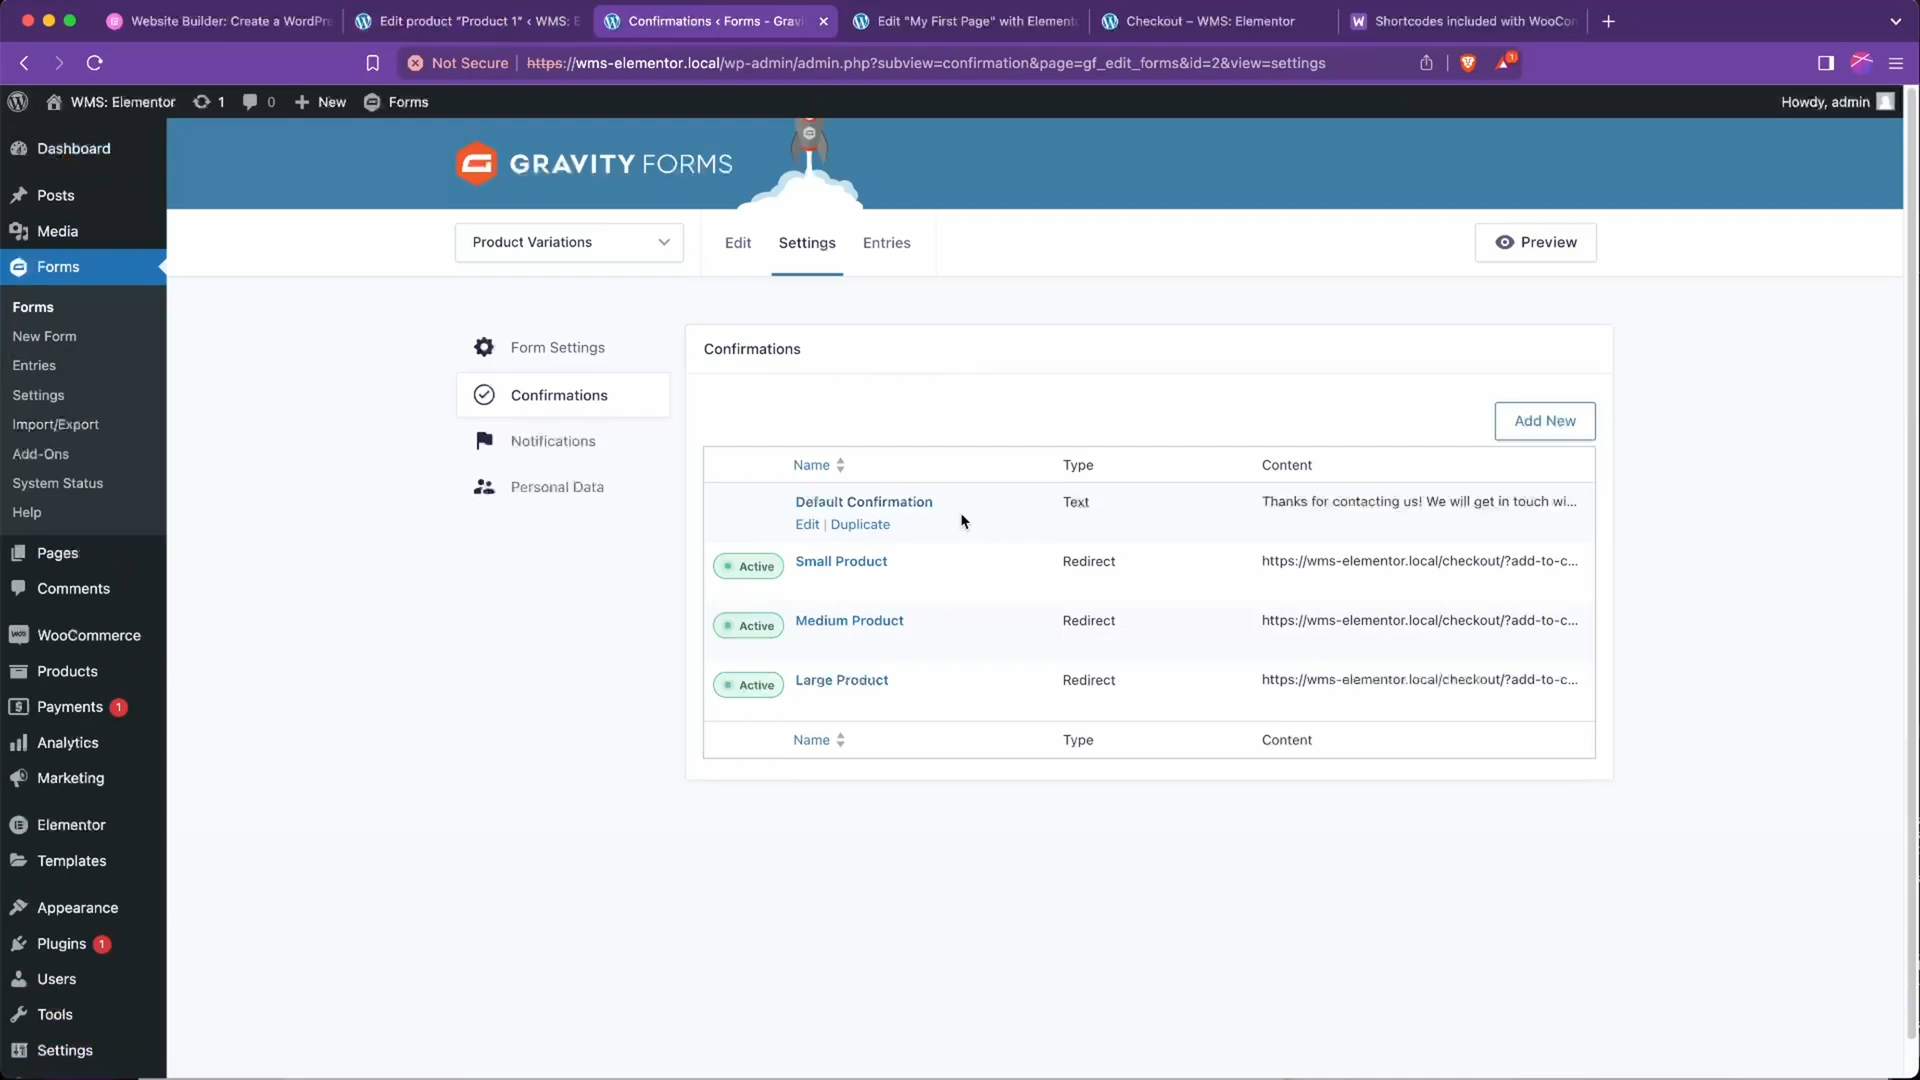 Website Builder: Create a WordPre
Edit product “Product 1” ‹ WMS: E
Confirmations ‹ Forms - Gravi
Edit "My First Page" with Elemento
Checkout – WMS: Elementor
Shortcodes included with WooCom
Not Secure
https://wms-elementor.local/wp-admin/admin.php?subview=confirmation&page=gf_edit_forms&id=2&view=settings
1
WMS: Elementor
1
0
New
Forms
Howdy, admin
Dashboard
Posts
Media
Forms
Forms
New Form
Entries
Settings
Import/Export
Add-Ons
System Status
Help
Pages
Comments
WooCommerce
Products
Payments 1
Analytics
Marketing
Elementor
Templates
Appearance
Plugins 1
Users
Tools
Settings
GRAVITY FORMS
Product Variations
Edit
Settings
Entries
Preview
Form Settings
Confirmations
Notifications
Personal Data
Confirmations
Add New
Name Type Content
Default Confirmation Text Thanks for contacting us! We will get in touch wi...
Edit | Duplicate
Active Small Product Redirect https://wms-elementor.local/checkout/?add-to-c...
Active Medium Product Redirect https://wms-elementor.local/checkout/?add-to-c...
Active Large Product Redirect https://wms-elementor.local/checkout/?add-to-c...
Name Type Content